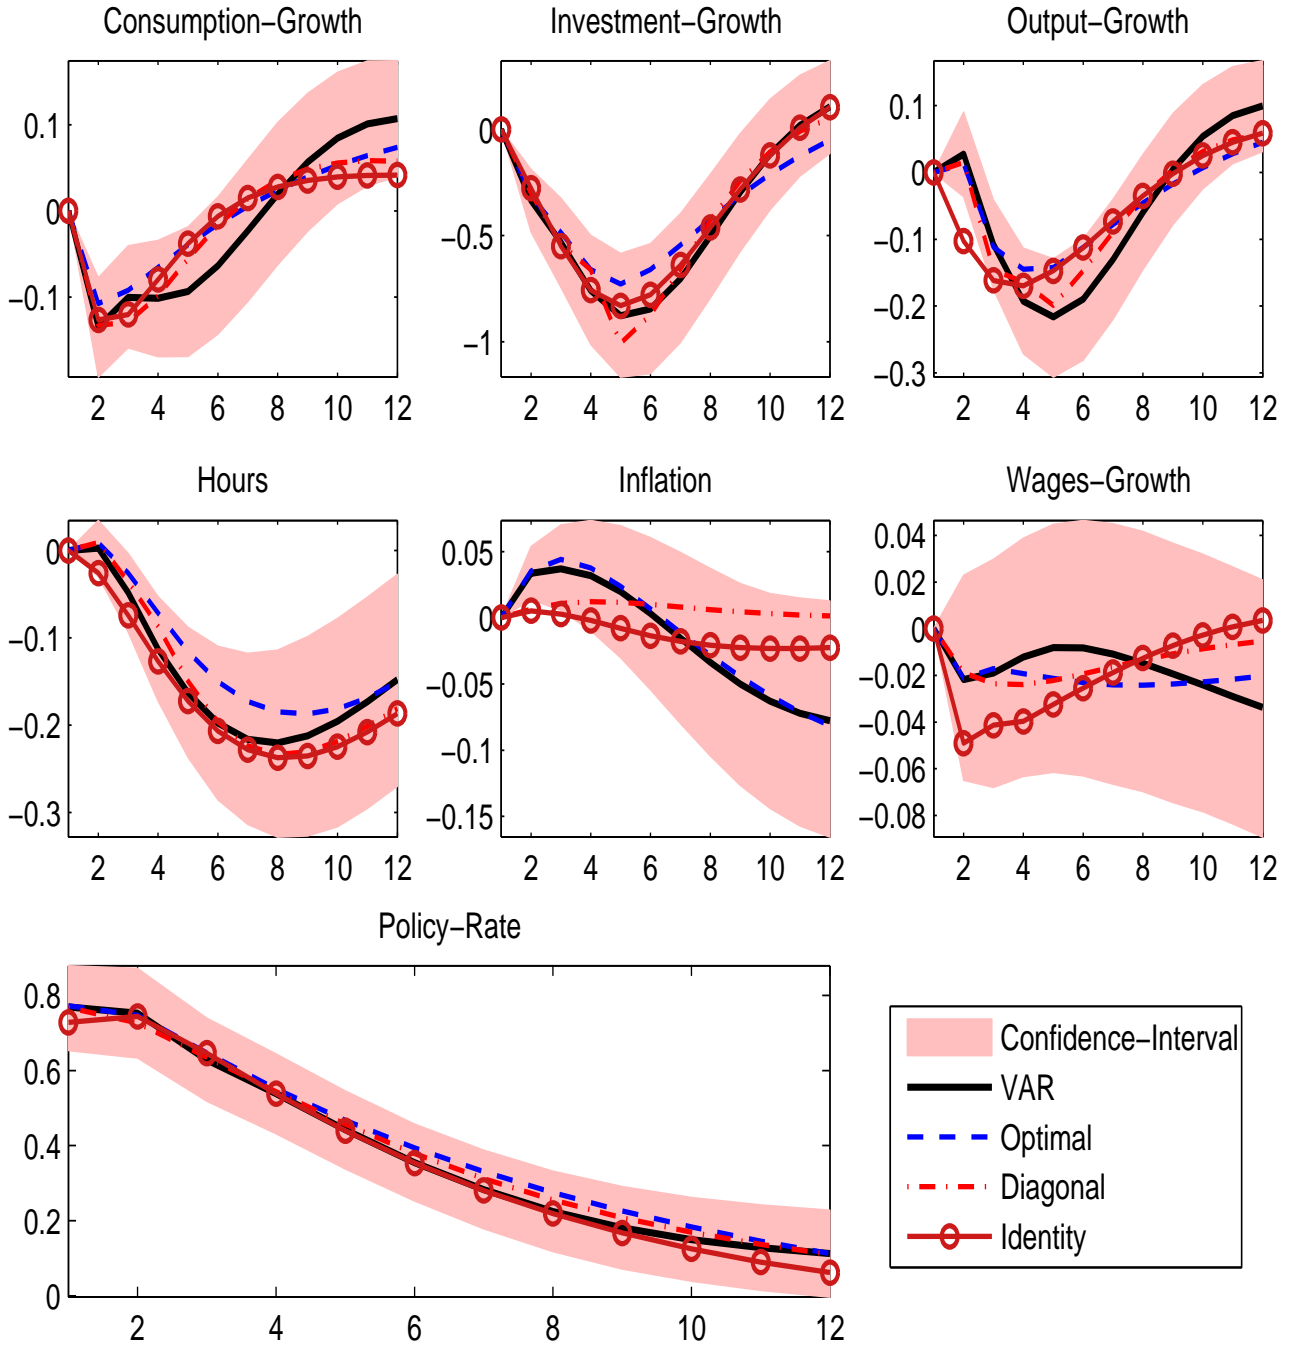 Consumption−Growth Investment−Growth Output−Growth
0.1
0
−0.1
2 4 6 8 10 12
0
−0.5
−1
2 4 6 8 10 12
0.1
0
−0.1
−0.2
−0.3
2 4 6 8 10 12
Hours Inflation Wages−Growth
0
−0.1
−0.2
−0.3
2 4 6 8 10 12
0.05
0
−0.05
−0.1
−0.15
2 4 6 8 10 12
0.04
0.02
0
−0.02
−0.04
−0.06
−0.08
2 4 6 8 10 12
Policy−Rate
0.8
0.6
0.4
0.2
0
2 4 6 8 10 12
Confidence−Interval
VAR
Optimal
Diagonal
Identity